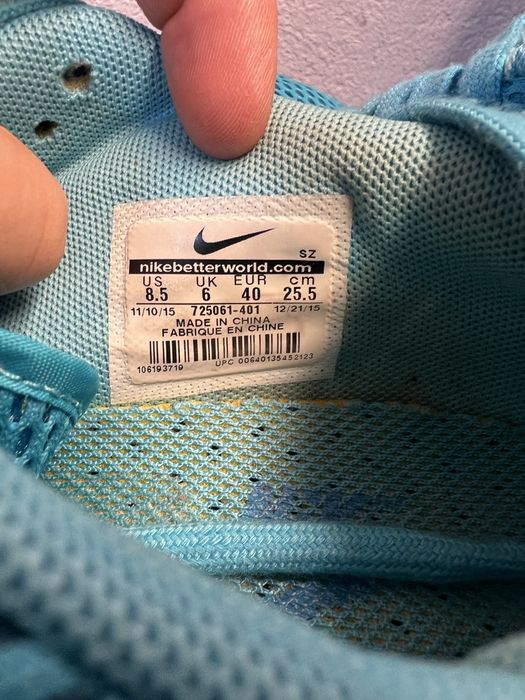 SZ
nikebetterworld.com
US UK EUR cm
8.5 6 40 25.5
11/10/15 725061-401 12/21/15
MADE IN CHINA
FABRIQUE EN CHINE
106193719 UPC 00640135452123